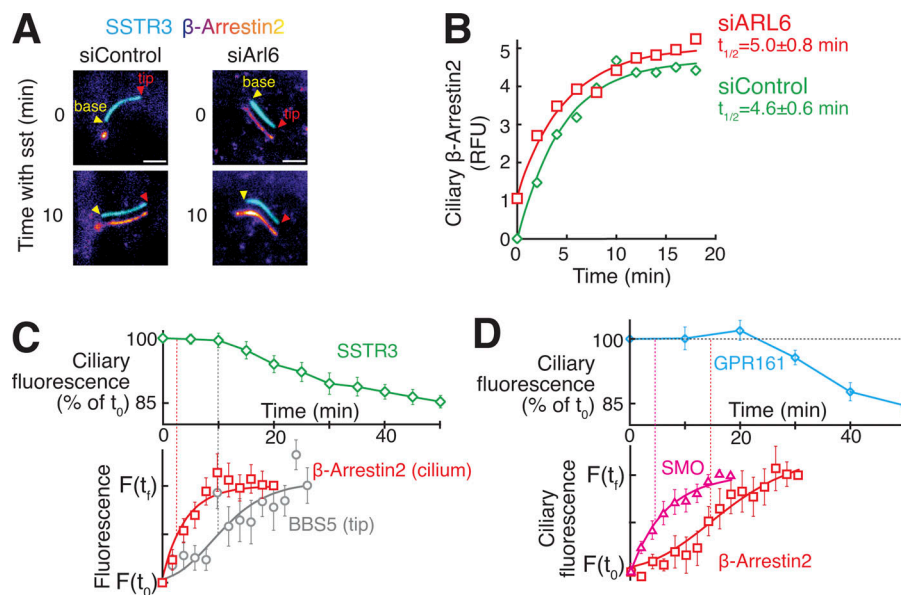 A
SSTR3 β-Arrestin2
siControl
siArl6
Time with sst (min)
0
base
tip
base
tip
10
10
B
Ciliary β-Arrestin2
(RFU)
5
4
3
2
1
0
0
5
10
15
20
Time (min)
siARL6
t1/2=5.0±0.8 min
siControl
t1/2=4.6±0.6 min
C
Ciliary
fluorescence
(% of t0)
100
85
SSTR3
Time (min)
0
10
20
30
40
Fluorescence
F(tf)
F(t0)
β-Arrestin2 (cilium)
BBS5 (tip)
D
Ciliary
fluorescence
(% of t0)
100
85
GPR161
Time (min)
0
20
40
Ciliary
fluorescence
F(tf)
F(t0)
SMO
β-Arrestin2